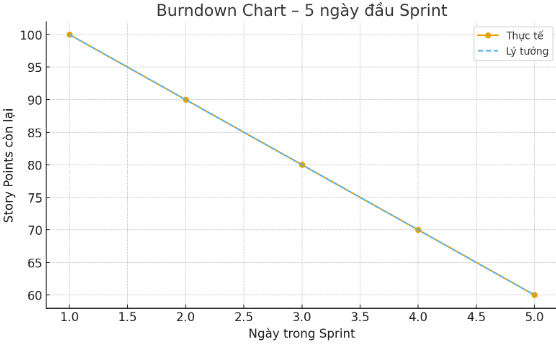 Burndown Chart – 5 ngày đầu Sprint
Thực tế
Lý tưởng
Story Points còn lại
100
95
90
85
80
75
70
65
60
1.0 1.5 2.0 2.5 3.0 3.5 4.0 4.5 5.0
Ngày trong Sprint